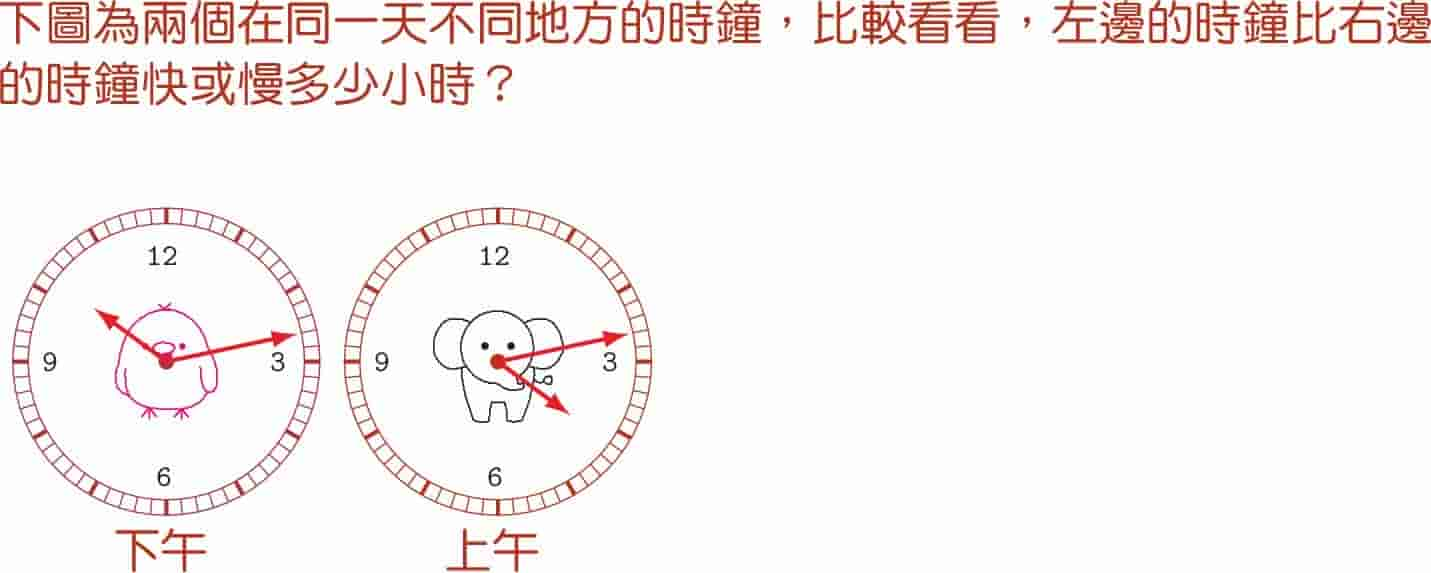 下圖為兩個在同一天不同地方的時鐘，比較看看，左邊的時鐘比右邊
的時鐘快或慢多少小時？
12 12
9 3 9 3
6 6
下午 上午